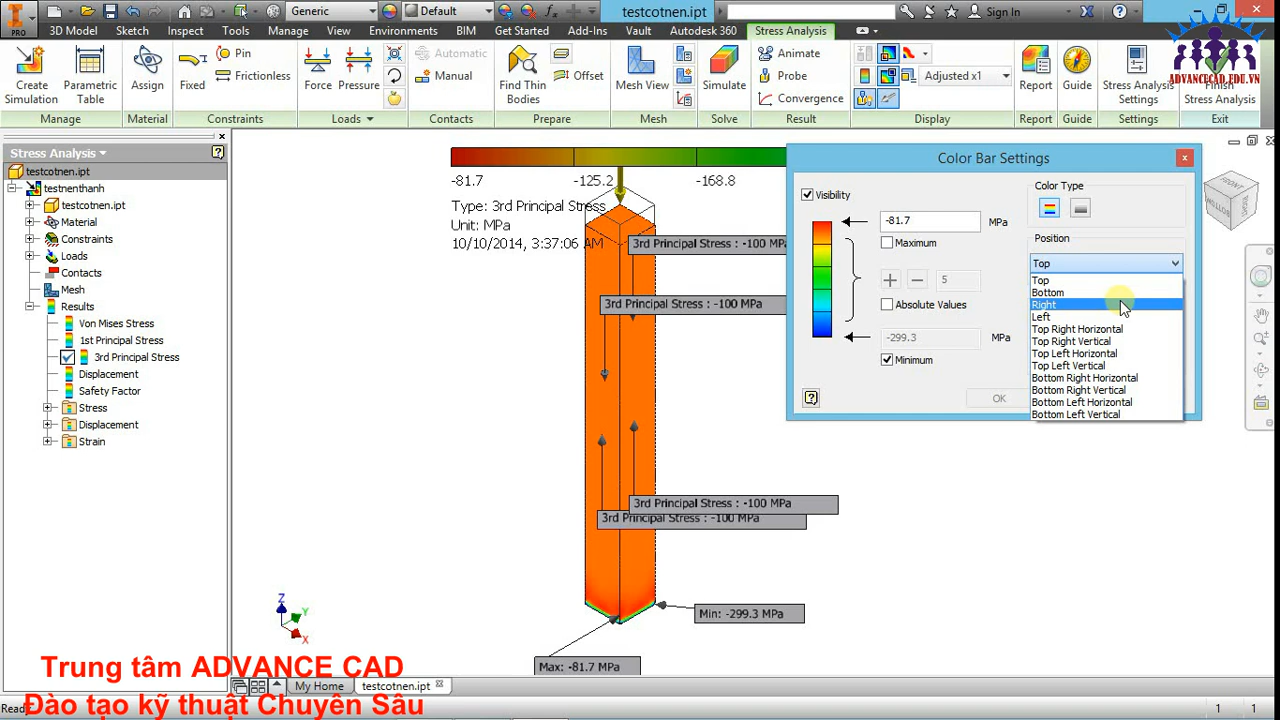 Generic
Default
testcotnen.ipt
Sign In
PRO
3D Model
Sketch
Inspect
Tools
Manage
View
Environments
BIM
Get Started
Add-Ins
Vault
Autodesk 360
Stress Analysis
ADVANCECAD.EDU.VN
Create
Simulation
Parametric
Table
Assign
Fixed
Pin
Frictionless
Force
Pressure
Automatic
Manual
Find Thin
Bodies
Offset
Mesh View
Simulate
Animate
Probe
Convergence
Adjusted x1
Report
Guide
Stress Analysis
Settings
Finish
Stress Analysis
Manage
Material
Constraints
Loads
Contacts
Prepare
Mesh
Solve
Result
Display
Report
Guide
Settings
Exit
Stress Analysis
testcotnen.ipt
testnenthanh
testcotnen.ipt
Material
Constraints
Loads
Contacts
Mesh
Results
Von Mises Stress
1st Principal Stress
3rd Principal Stress
Displacement
Safety Factor
Stress
Displacement
Strain
-81.7
-125.2
-168.8
Type: 3rd Principal Stress
Unit: MPa
10/10/2014, 3:37:06 AM
3rd Principal Stress : -100 MPa
3rd Principal Stress : -100 MPa
3rd Principal Stress : -100 MPa
3rd Principal Stress : -100 MPa
Min: -299.3 MPa
Max: -81.7 MPa
Z
Y
X
Color Bar Settings
Visibility
-81.7
MPa
Maximum
5
Absolute Values
-299.3
MPa
Minimum
OK
Color Type
Position
Top
Top
Bottom
Right
Left
Top Right Horizontal
Top Right Vertical
Top Left Horizontal
Top Left Vertical
Bottom Right Horizontal
Bottom Right Vertical
Bottom Left Horizontal
Bottom Left Vertical
FRONT
RIGHT
BOTTOM
My Home
testcotnen.ipt
Trung tâm ADVANCE CAD
Đào tạo kỹ thuật Chuyên Sâu
Ready
1
1